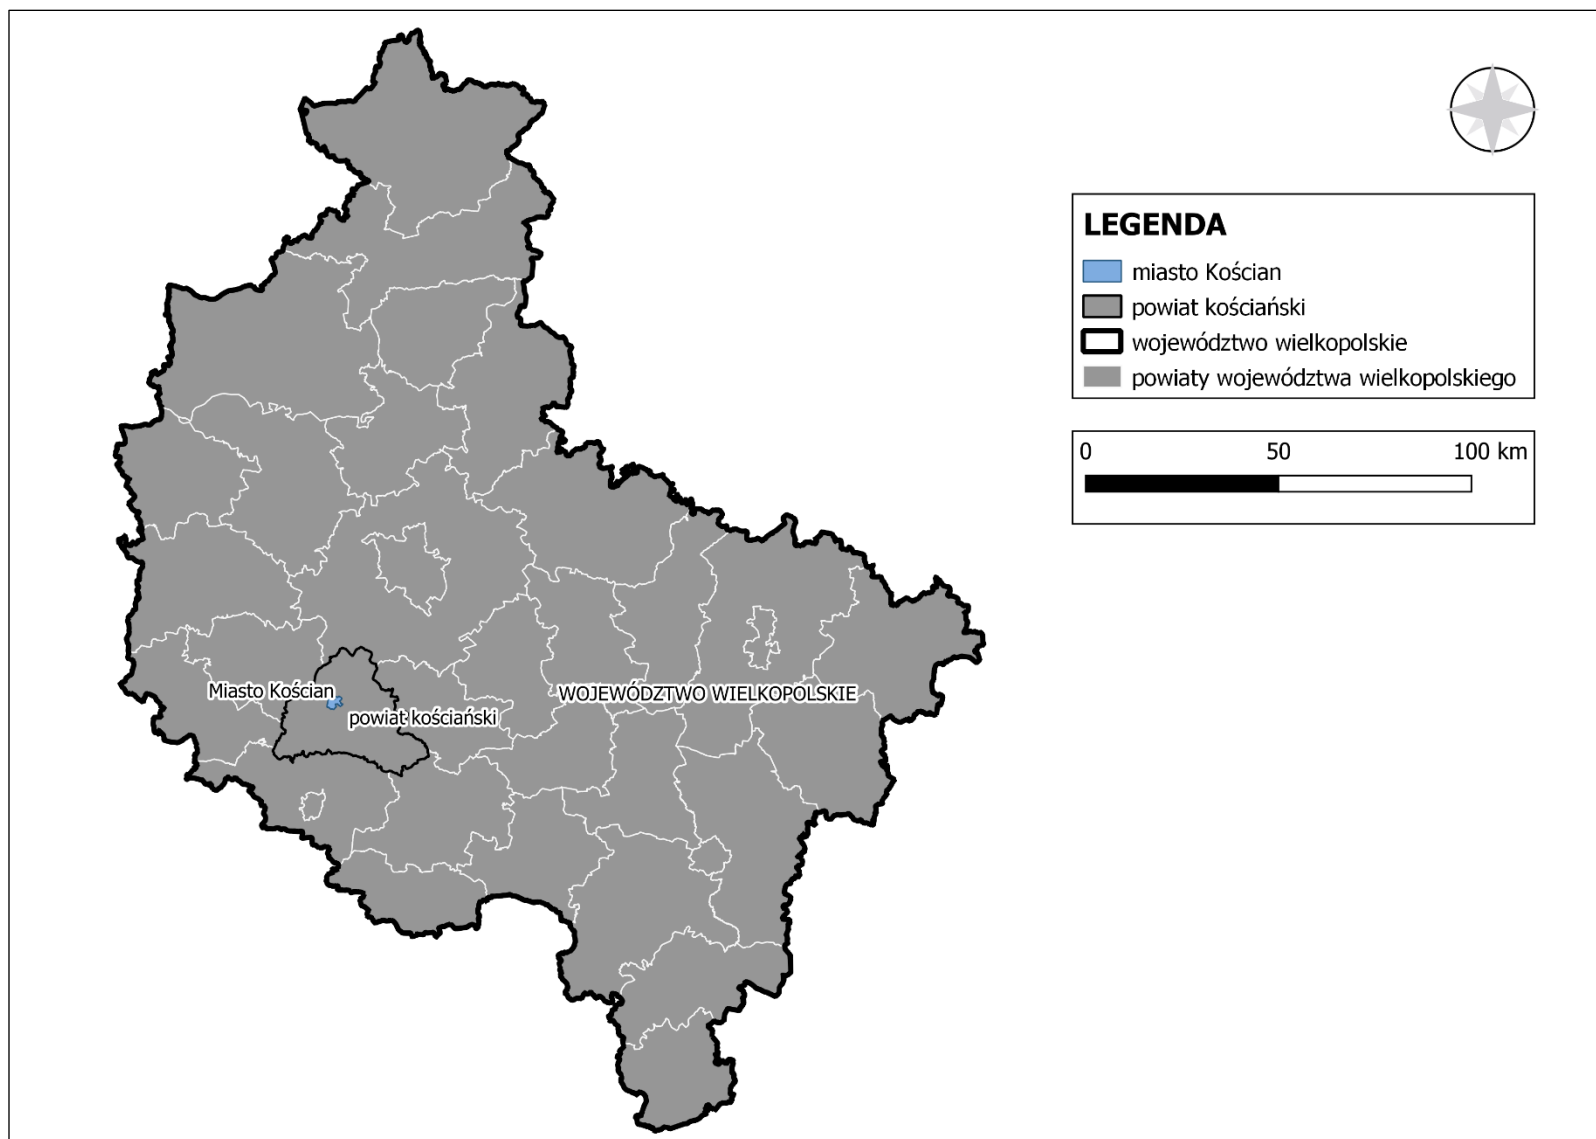 LEGENDA
miasto Kościan
powiat kościański
województwo wielkopolskie
powiaty województwa wielkopolskiego
0 50 100 km
Miasto Kościan
WOJEWÓDZTWO WIELKOPOLSKIE
powiat kościański